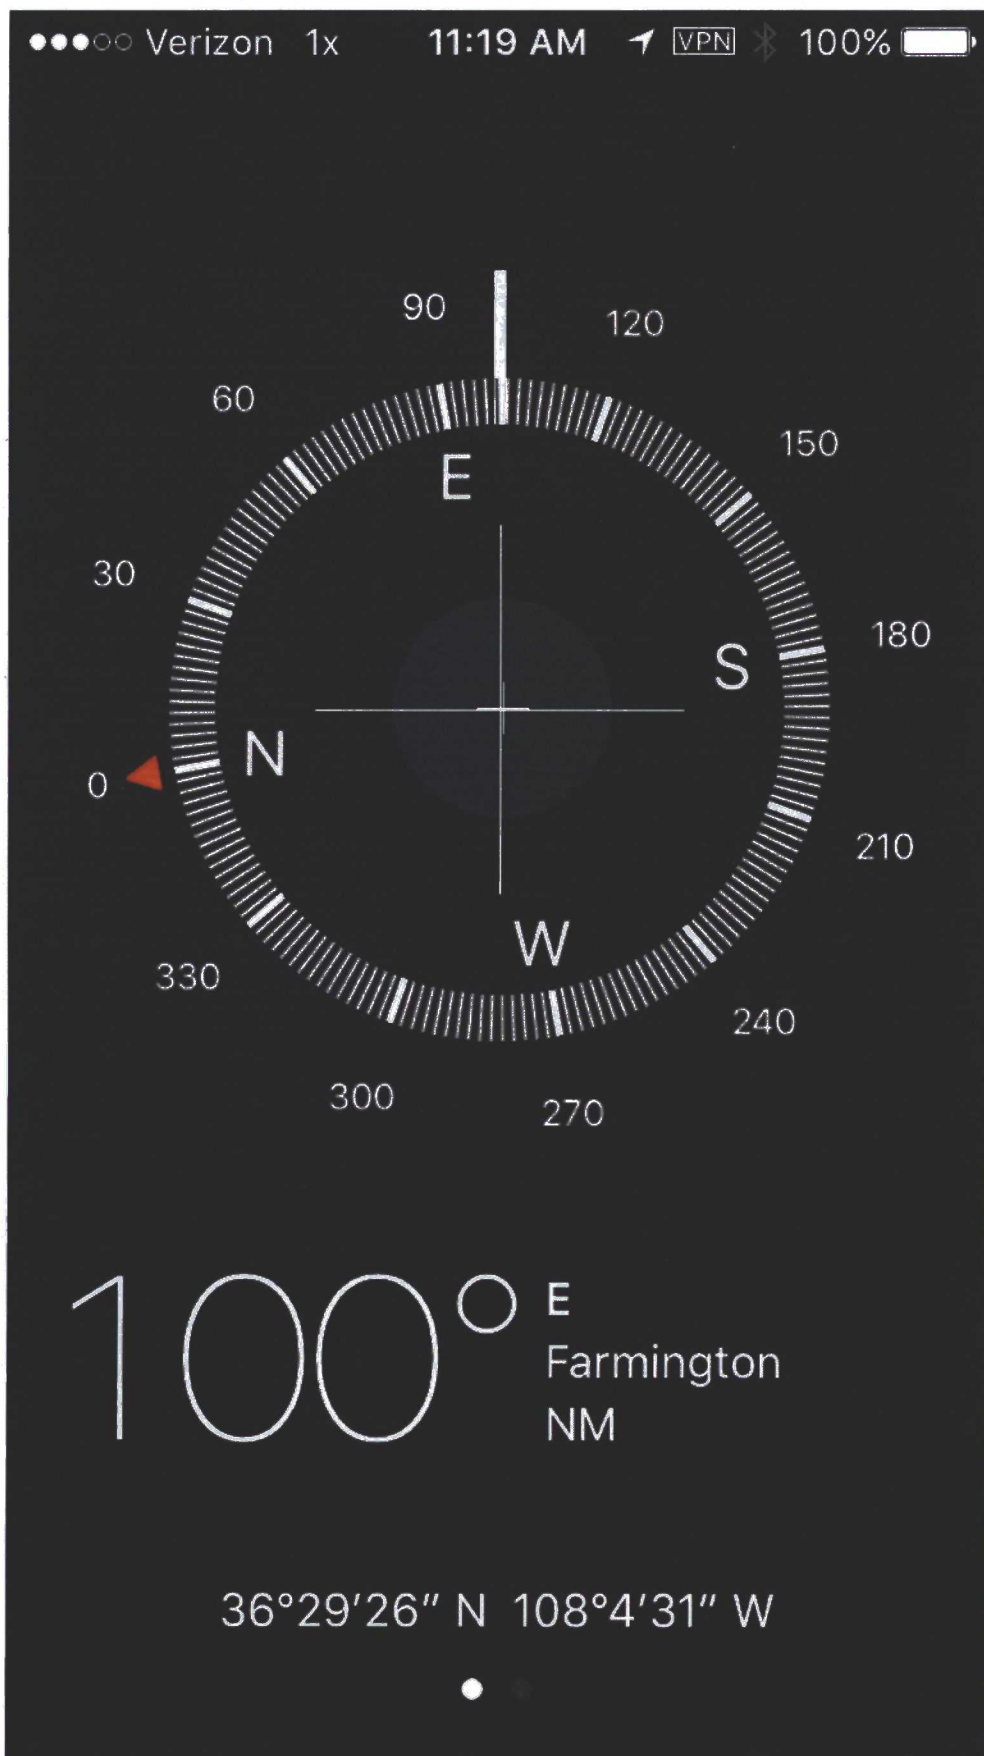 Verizon 1x 11:19 AM VPN 100%
90 120
60 150
E
30
180
S
N
0
210
W
330
240
300 270
100° E
Farmington
NM
36°29'26" N 108°4'31" W